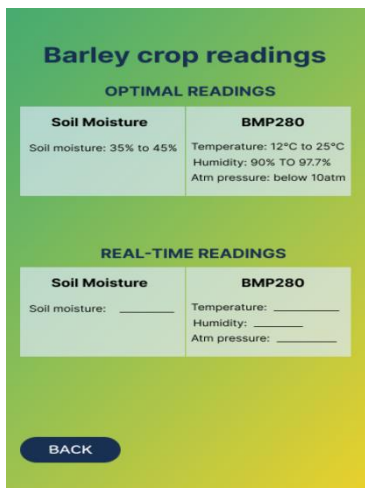 Barley crop readings
OPTIMAL READINGS
Soil Moisture
Soil moisture: 35% to 45%
BMP280
Temperature: 12°C to 25°C
Humidity: 90% TO 97.7%
Atm pressure: below 10atm
REAL-TIME READINGS
Soil Moisture
Soil moisture:
BMP280
Temperature:
Humidity:
Atm pressure:
BACK